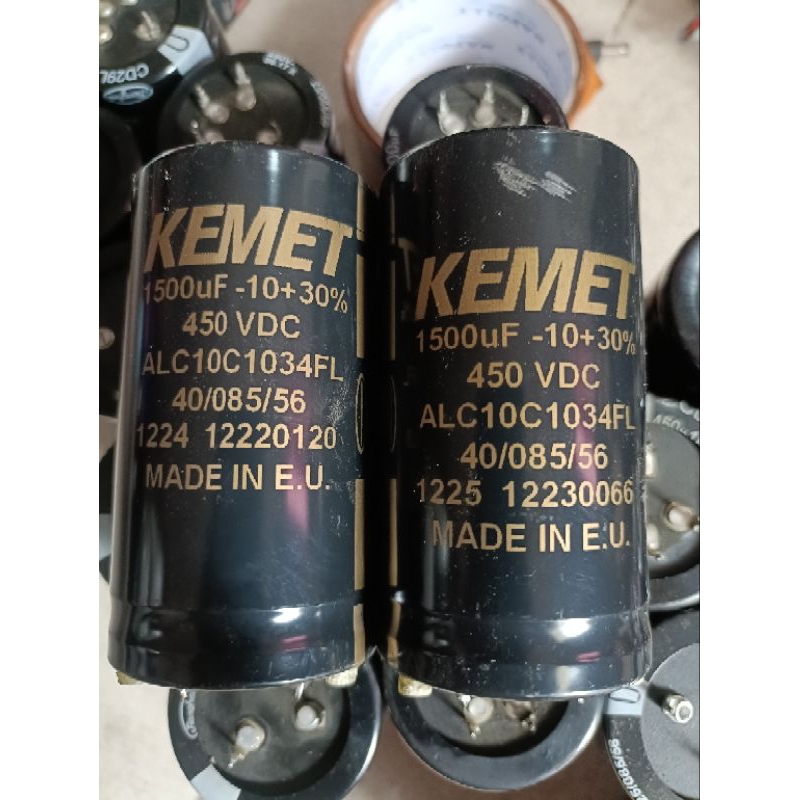 CD29L
KEMET
1500uF -10+30%
450 VDC
ALC10C1034FL
40/085/56
1224 12220120
MADE IN E.U.
KEMET
1500uF -10+30%
450 VDC
ALC10C1034FL
40/085/56
1225 12230066
MADE IN E.U.